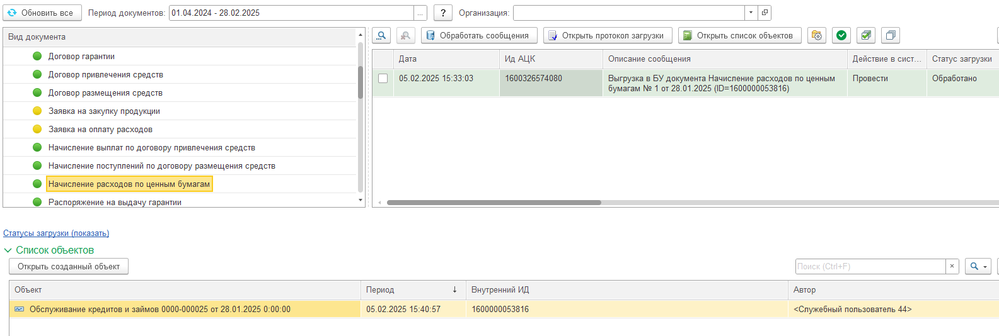 Обновить все
Период документов:
01.04.2024 - 28.02.2025
...
?
Организация:
Вид документа
Договор гарантии
Договор привлечения средств
Договор размещения средств
Заявка на закупку продукции
Заявка на оплату расходов
Начисление выплат по договору привлечения средств
Начисление поступлений по договору размещения средств
Начисление расходов по ценным бумагам
Распоряжение на выдачу гарантии
Обработать сообщения
Открыть протокол загрузки
Открыть список объектов
Дата
Ид АЦК
Описание сообщения
Действие в сист...
Статус загрузки
05.02.2025 15:33:03
1600326574080
Выгрузка в БУ документа Начисление расходов по ценным
бумагам № 1 от 28.01.2025 (ID=1600000053816)
Провести
Обработано
Статусы загрузки (показать)
Список объектов
Открыть созданный объект
Поиск (Ctrl+F)
×
Объект
Период
↓
Внутренний ИД
Автор
Обслуживание кредитов и займов 0000-000025 от 28.01.2025 0:00:00
05.02.2025 15:40:57
1600000053816
<Служебный пользователь 44>